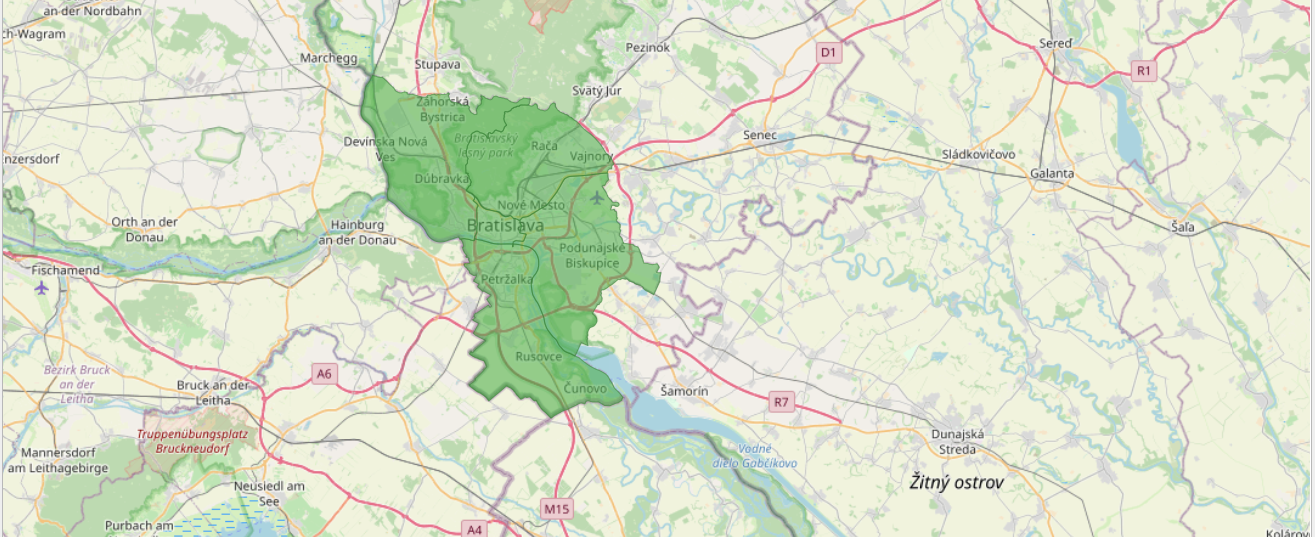 an der Nordbahn
ch-Wagram
Marchegg
Stupava
Pezinok
D1
Sereď
R1
Svätý Jur
Záhorská
Bystrica
Devínska Nová
Ves
Bratislavský
lesný park
Rača
Vajnory
Senec
Sládkovičovo
Galanta
nzersdorf
Dúbravka
Nové Mesto
Bratislava
Orth an der
Donau
Hainburg
an der Donau
Šaľa
Podunajské
Biskupice
Fischamend
Petržalka
Rusovce
Čunovo
Bezirk Bruck
an der
Leitha
A6
Bruck an der
Leitha
Šamorín
R7
Truppenübungsplatz
Bruckneudorf
Dunajská
Streda
Mannersdorf
am Leithagebirge
Vodné
dielo Gabčíkovo
Žitný ostrov
Neusiedl am
See
M15
Purbach am
A4
Kolárov